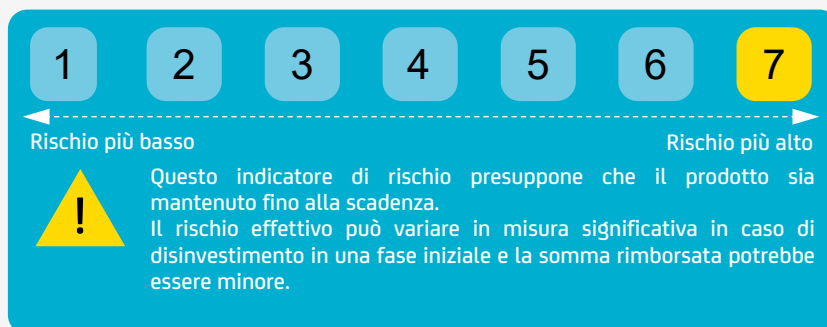 1 2 3 4 5 6 7
Rischio più basso Rischio più alto
Questo indicatore di rischio presuppone che il prodotto sia
mantenuto fino alla scadenza.
!
Il rischio effettivo può variare in misura significativa in caso di
disinvestimento in una fase iniziale e la somma rimborsata potrebbe
essere minore.